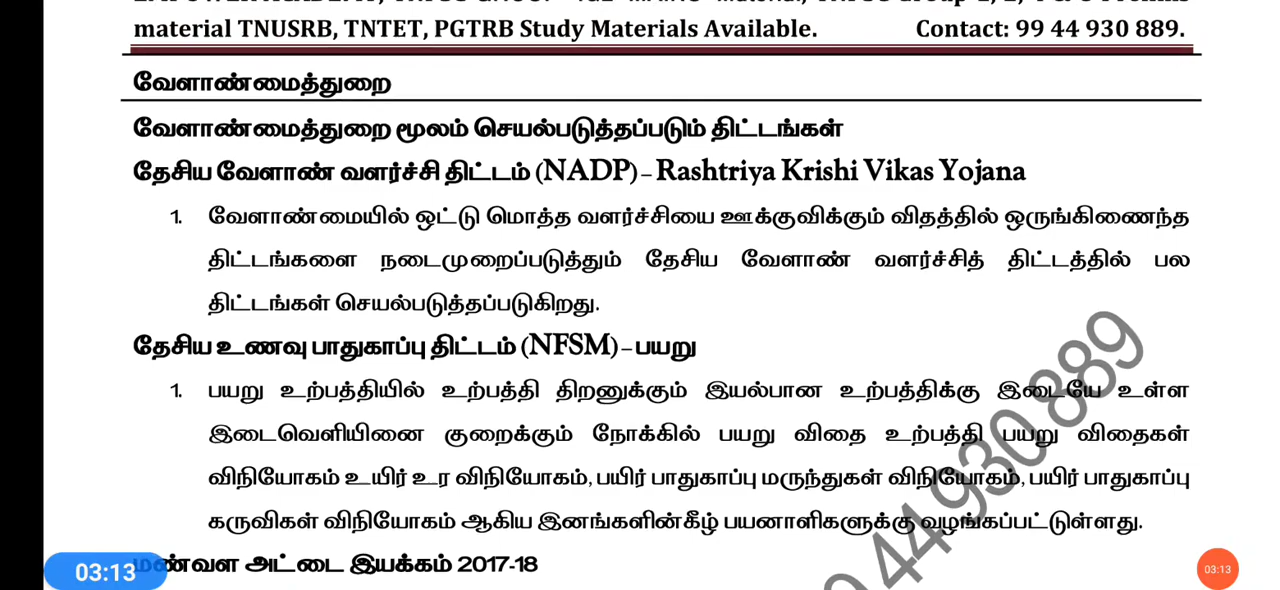 material TNUSRB, TNTET, PGTRB Study Materials Available. Contact: 99 44 930 889.
வேளாண்மைத்துறை
வேளாண்மைத்துறை மூலம் செயல்படுத்தப்படும் திட்டங்கள்
தேசிய வேளாண் வளர்ச்சி திட்டம் (NADP) – Rashtriya Krishi Vikas Yojana
1. வேளாண்மையில் ஒட்டு மொத்த வளர்ச்சியை ஊக்குவிக்கும் விதத்தில் ஒருங்கிணைந்த
திட்டங்களை நடைமுறைப்படுத்தும் தேசிய வேளாண் வளர்ச்சித் திட்டத்தில் பல
திட்டங்கள் செயல்படுத்தப்படுகிறது.
தேசிய உணவு பாதுகாப்பு திட்டம் (NFSM) – பயறு
1. பயறு உற்பத்தியில் உற்பத்தி திறனுக்கும் இயல்பான உற்பத்திக்கு இடையே உள்ள
இடைவெளியினை குறைக்கும் நோக்கில் பயறு விதை உற்பத்தி பயறு விதைகள்
விநியோகம் உயிர் உர விநியோகம், பயிர் பாதுகாப்பு மருந்துகள் விநியோகம், பயிர் பாதுகாப்பு
கருவிகள் விநியோகம் ஆகிய இனங்களின்கீழ் பயனாளிகளுக்கு வழங்கப்பட்டுள்ளது.
மண்வள அட்டை இயக்கம் 2017-18
03:13
03:13
944 930 889